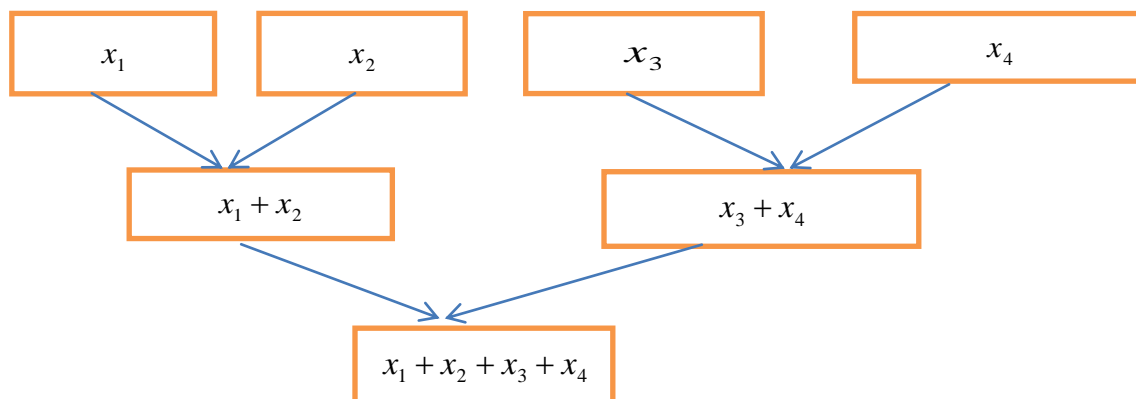 x₁ x₂ x₃ x₄
x₁ + x₂ x₃ + x₄
x₁ + x₂ + x₃ + x₄